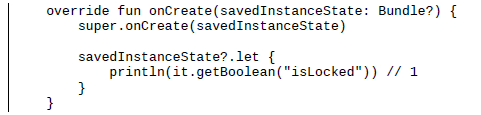 override fun onCreate(savedInstanceState: Bundle?) {
super.onCreate(savedInstanceState)
savedInstanceState?.let {
println(it.getBoolean("isLocked")) // 1
}
}